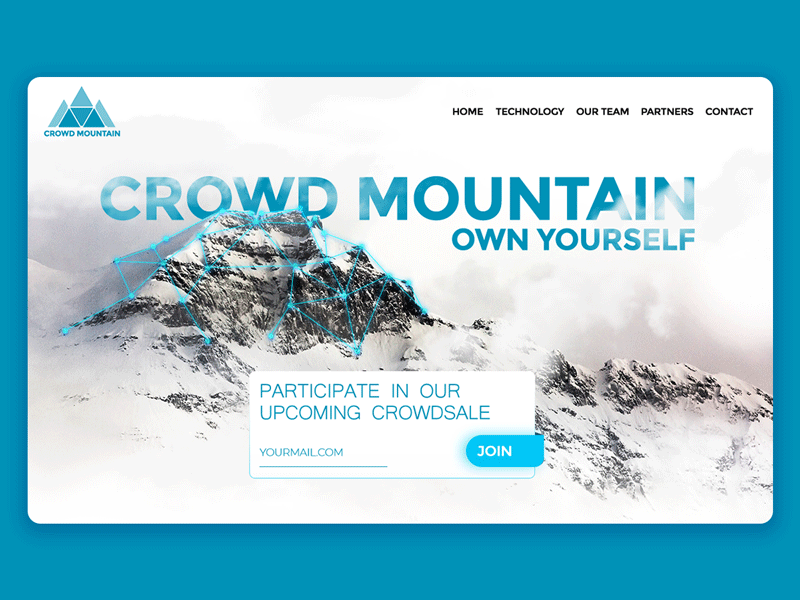 CROWD MOUNTAIN
HOME TECHNOLOGY OUR TEAM PARTNERS CONTACT
CROWD MOUNTAIN
OWN YOURSELF
PARTICIPATE IN OUR
UPCOMING CROWDSALE
YOURMAIL.COM
JOIN